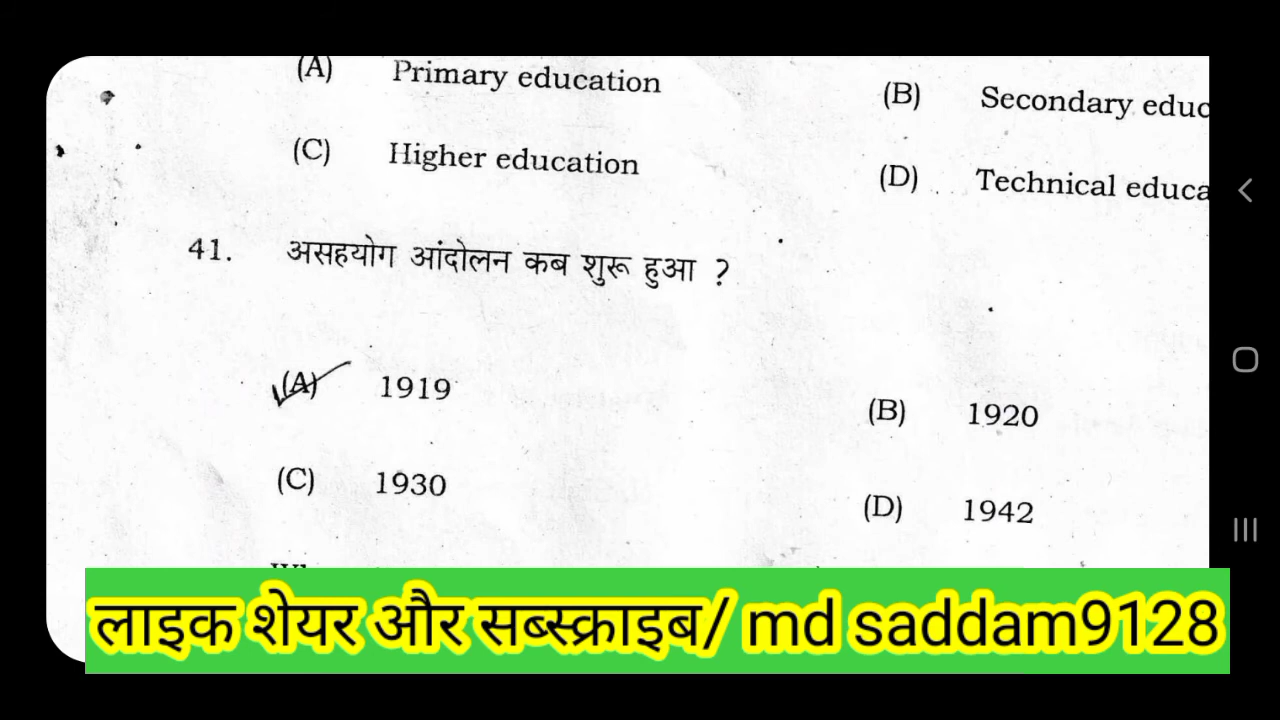 (A) Primary education
(B) Secondary educ
(C) Higher education
(D) Technical educa
41. असहयोग आंदोलन कब शुरू हुआ ?
(A) 1919
(B) 1920
(C) 1930
(D) 1942
लाइक शेयर और सब्स्क्राइब/ md saddam9128